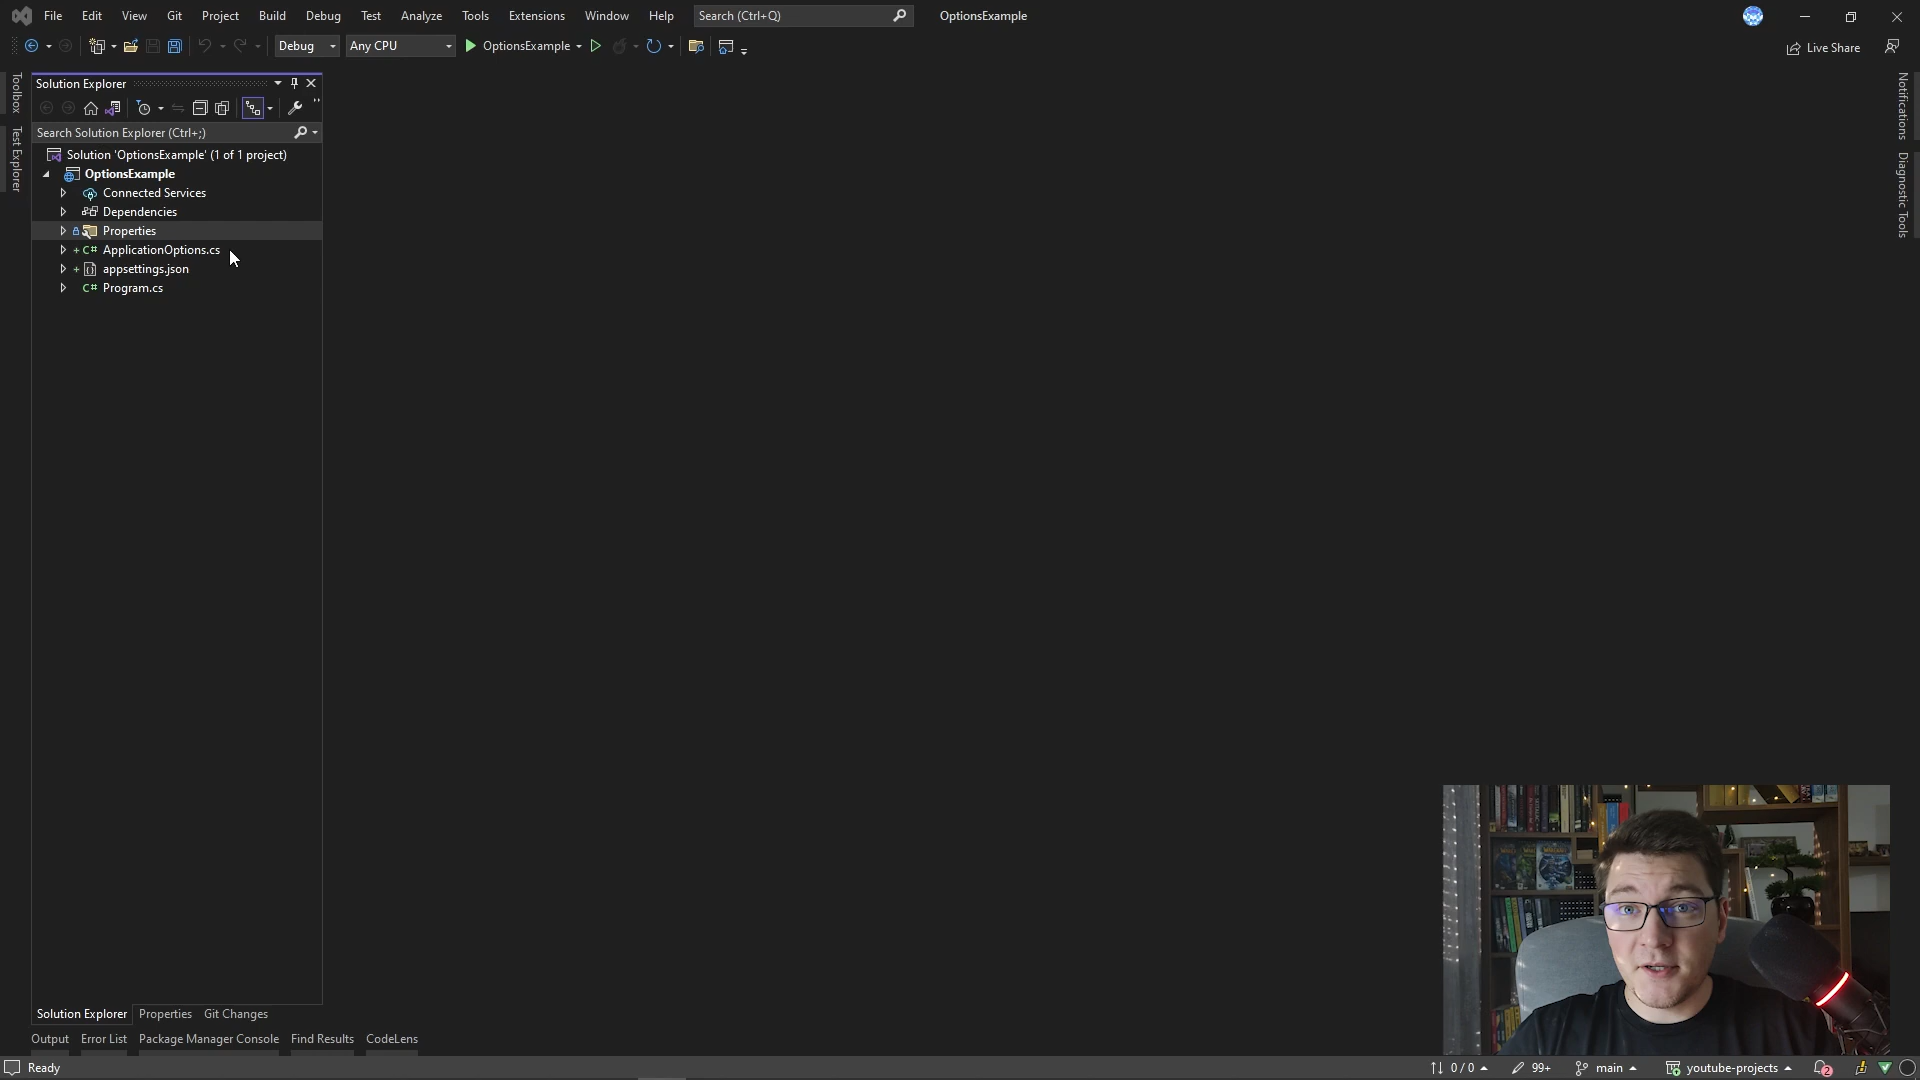 File Edit View Git Project Build Debug Test Analyze Tools Extensions Window Help Search (Ctrl+Q) OptionsExample
Debug Any CPU OptionsExample Live Share
Toolbox
Test Explorer
Solution Explorer
Search Solution Explorer (Ctrl+;)
Solution 'OptionsExample' (1 of 1 project)
OptionsExample
Connected Services
Dependencies
Properties
+ C# ApplicationOptions.cs
+ appsettings.json
C# Program.cs
Notifications
Diagnostic Tools
Solution Explorer Properties Git Changes
Output Error List Package Manager Console Find Results CodeLens
Ready 0 / 0 99+ main youtube-projects 2